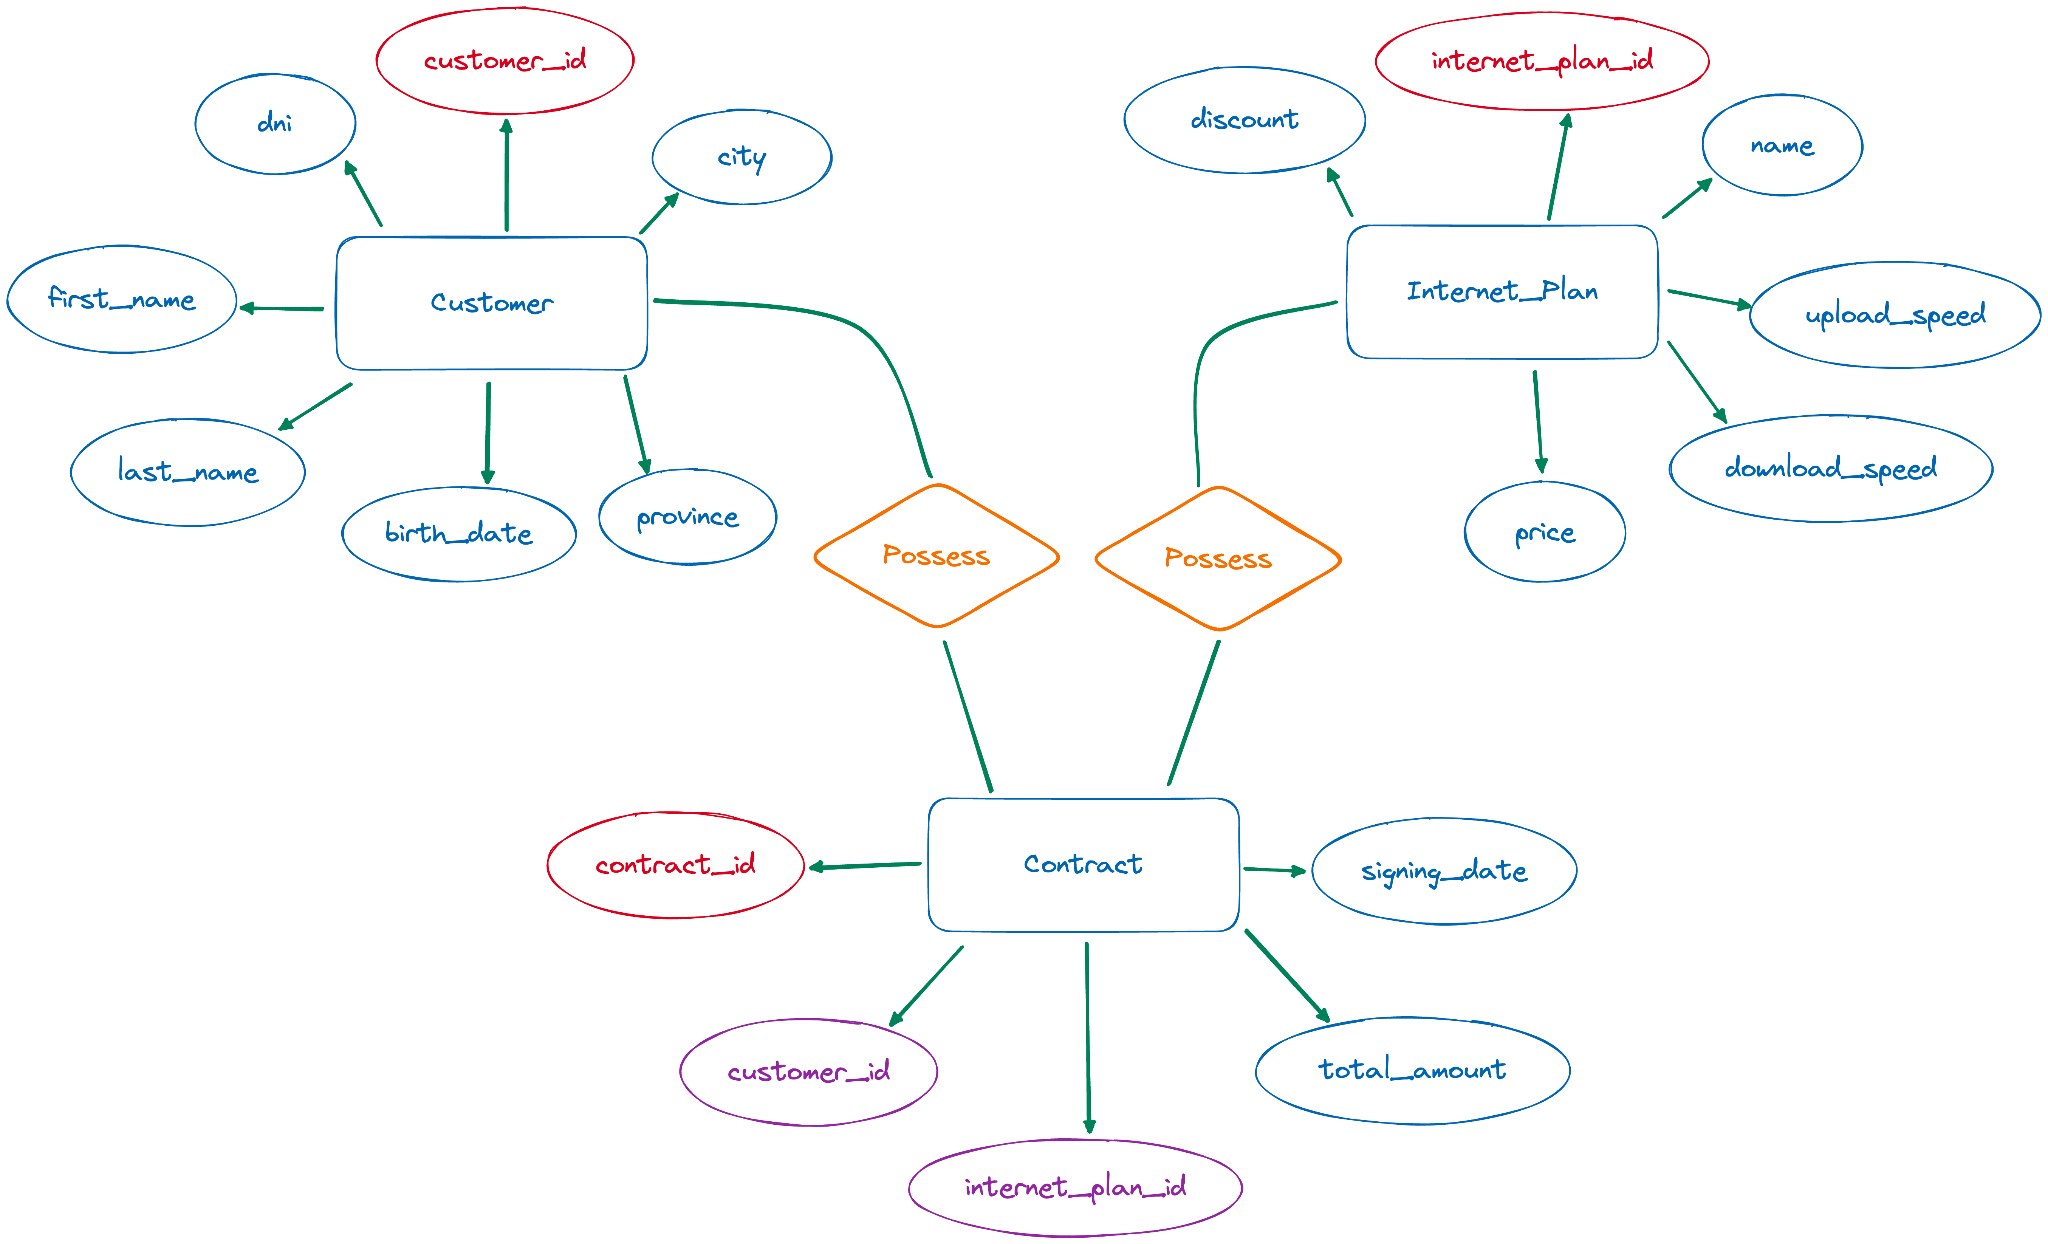 customer_id
dni
city
Customer
first_name
last_name
birth_date
province
internet_plan_id
discount
name
Internet_Plan
upload_speed
download_speed
price
Possess
Possess
Contract
contract_id
signing_date
customer_id
total_amount
internet_plan_id